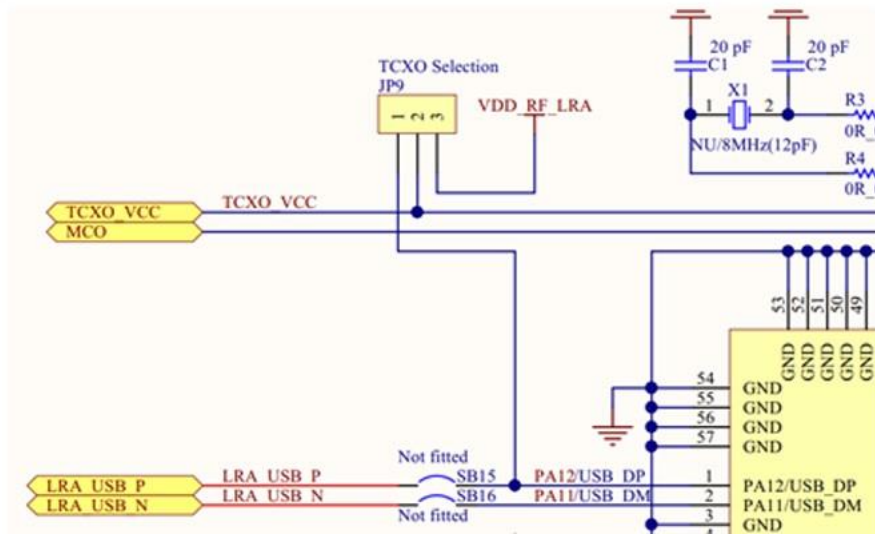 20 pF
C1
20 pF
C2
TCXO Selection
JP9
1 2 3
VDD_RF_LRA
X1
1 2
NU/8MHz(12pF)
R3
R4
TCXO_VCC TCXO_VCC
MCO
53 52 51 50 49
GND GND GND GND GND
54 GND
55 GND
56 GND
57 GND
Not fitted
LRA_USB_P LRA_USB_P SB15 PA12/USB_DP 1 PA12/USB_DP
LRA_USB_N LRA_USB_N SB16 PA11/USB_DM 2 PA11/USB_DM
Not fitted
3 GND